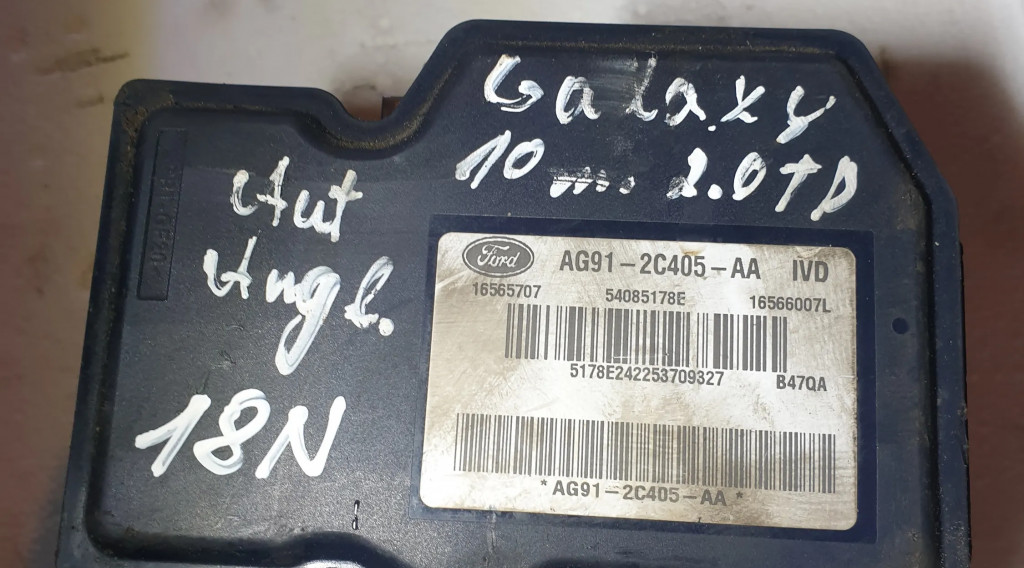 Galaxy
10 m. 2.0TD
Aut
Angl.
18N
Ford
AG91-2C405-AA IVD
16565707 54085178E 16566007L
5178E242253709327 B47QA
*AG91-2C405-AA*